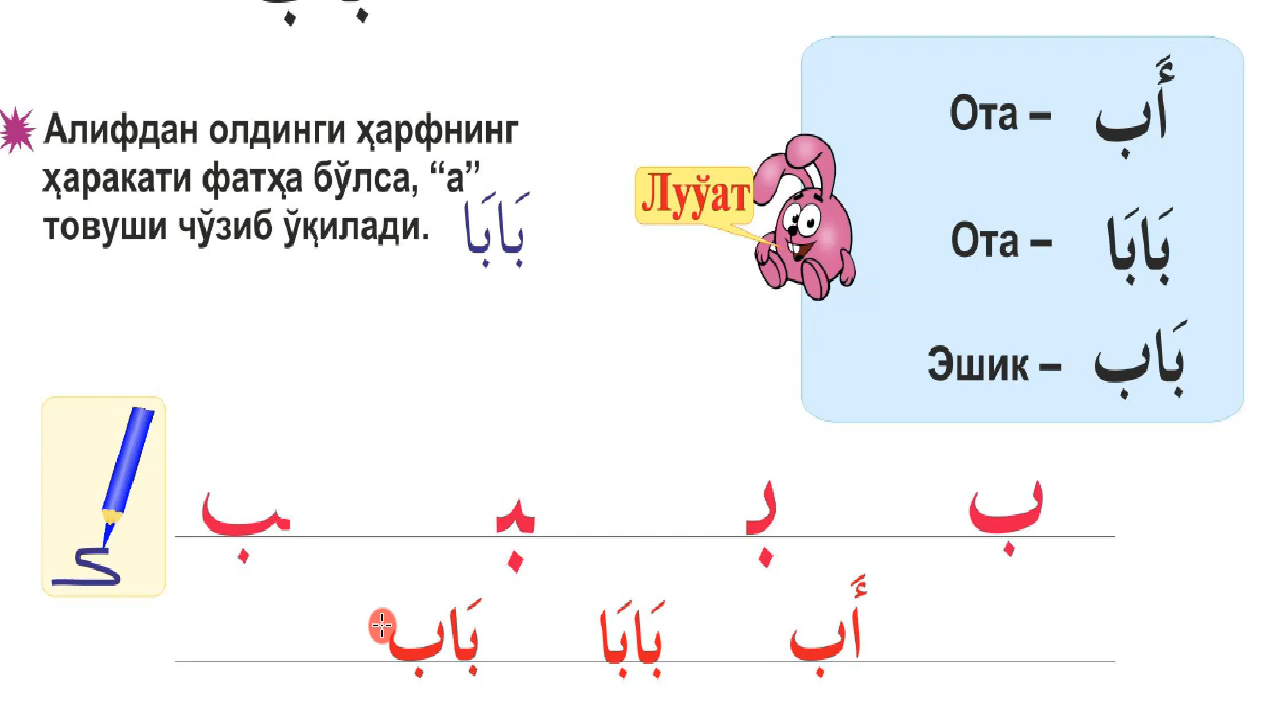 Алифдан олдинги ҳарфнинг
ҳаракати фатҳа бўлса, “а”
товуши чўзиб ўқилади. بَابَا
Луўат
Ота – أَب
Ота – بَابَا
Эшик – بَاب
ب بـ ـبـ ـب
أَب بَابَا بَاب